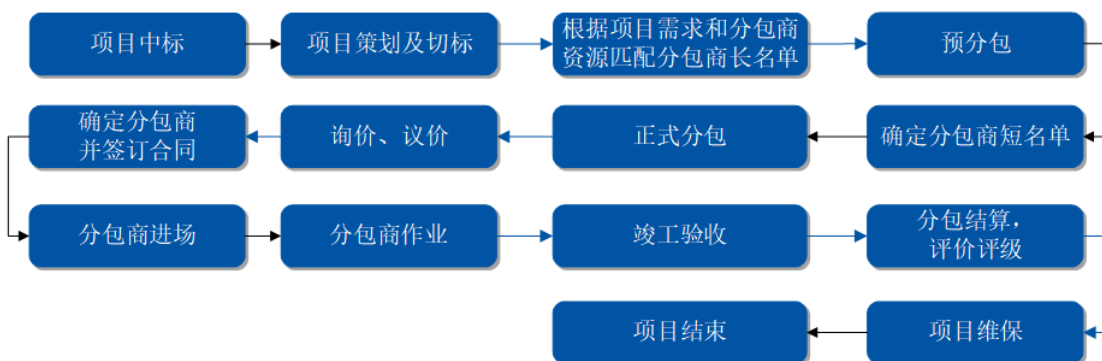 项目中标
项目策划及切标
根据项目需求和分包商
资源匹配分包商长名单
预分包
确定分包商
并签订合同
询价、议价
正式分包
确定分包商短名单
分包商进场
分包商作业
竣工验收
分包结算，
评价评级
项目结束
项目维保